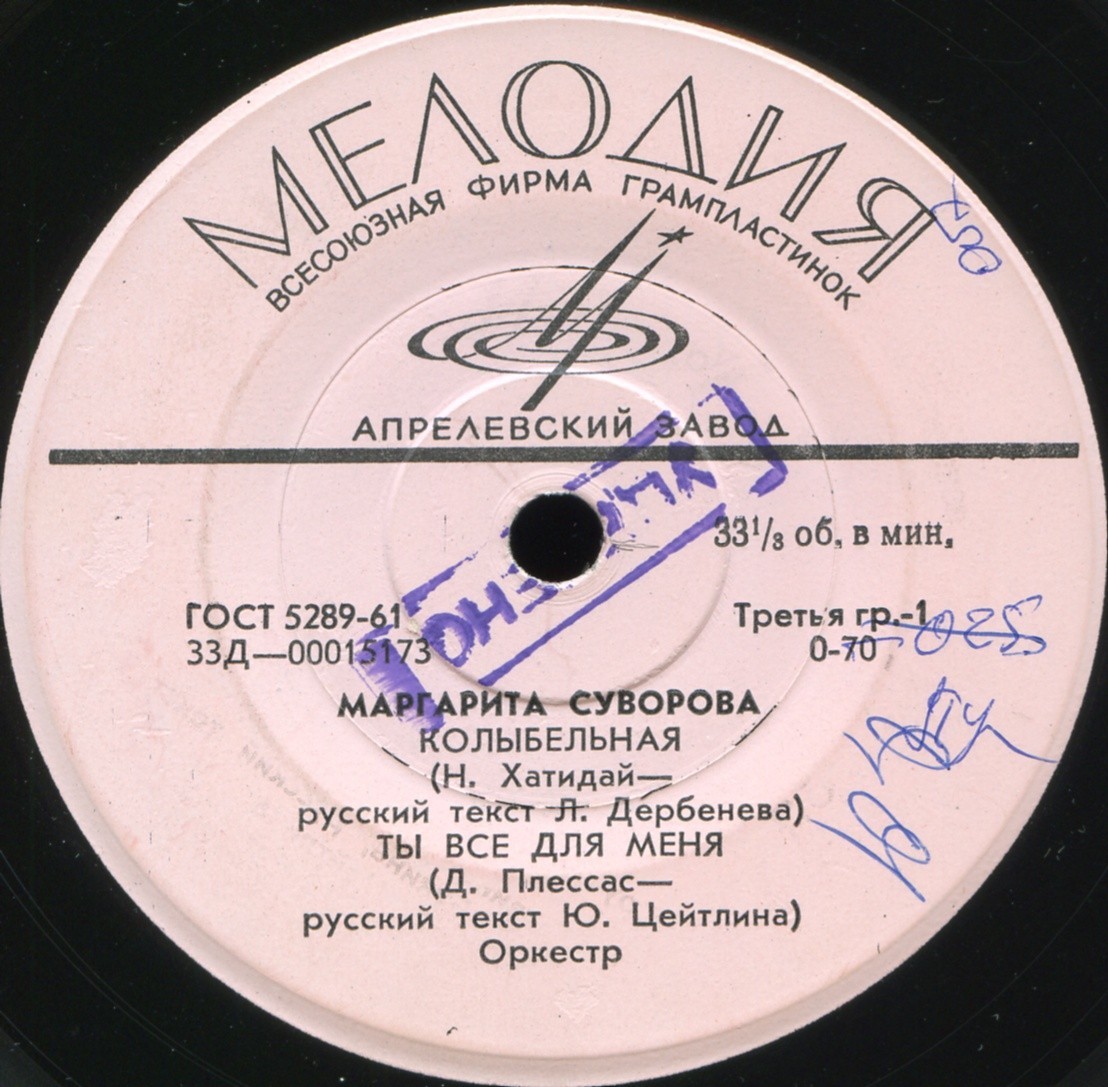 МЕЛОДИЯ
ВСЕСОЮЗНАЯ ФИРМА ГРАМПЛАСТИНОК
АПРЕЛЕВСКИЙ ЗАВОД
33⅓ об. в мин.
ГОСТ 5289-61
Третья гр.-1
33Д—00015173
0-70
МАРГАРИТА СУВОРОВА
КОЛЫБЕЛЬНАЯ
(Н. Хатидай—
русский текст Л. Дербенева)
ТЫ ВСЕ ДЛЯ МЕНЯ
(Д. Плессас—
русский текст Ю. Цейтлина)
Оркестр